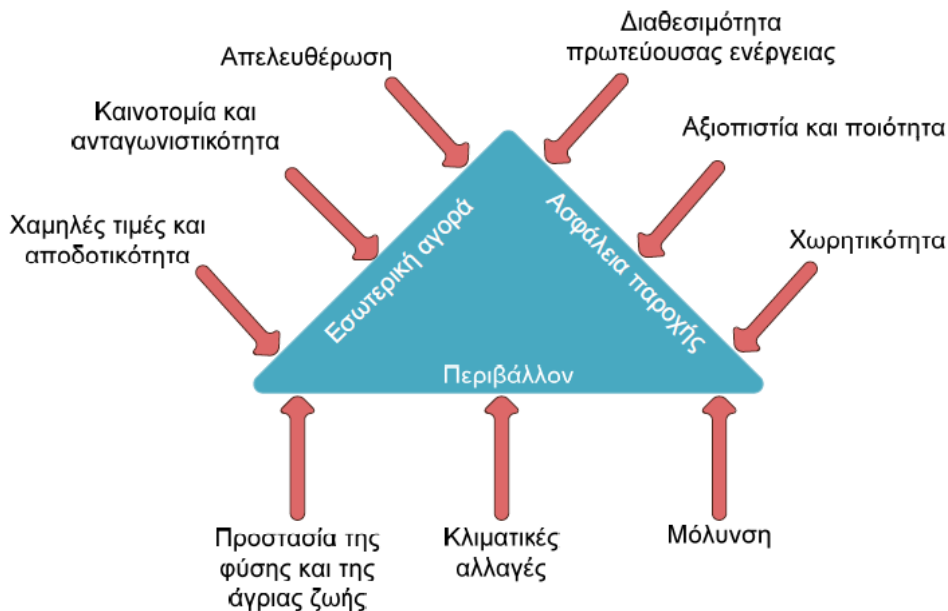 Απελευθέρωση
Διαθεσιμότητα
πρωτεύουσας ενέργειας
Καινοτομία και
ανταγωνιστικότητα
Αξιοπιστία και ποιότητα
Χαμηλές τιμές και
αποδοτικότητα
Χωρητικότητα
Εσωτερική αγορά
Ασφάλεια παροχής
Περιβάλλον
Προστασία της
φύσης και της
άγριας ζωής
Κλιματικές
αλλαγές
Μόλυνση